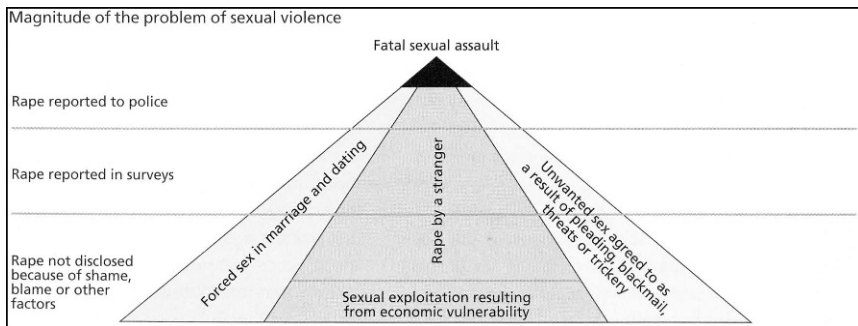 Magnitude of the problem of sexual violence
Fatal sexual assault
Rape reported to police
Rape reported in surveys
Rape not disclosed
because of shame,
blame or other
factors
Forced sex in marriage and dating
Rape by a stranger
Unwanted sex agreed to as
a result of pleading, blackmail,
threats or trickery
Sexual exploitation resulting
from economic vulnerability